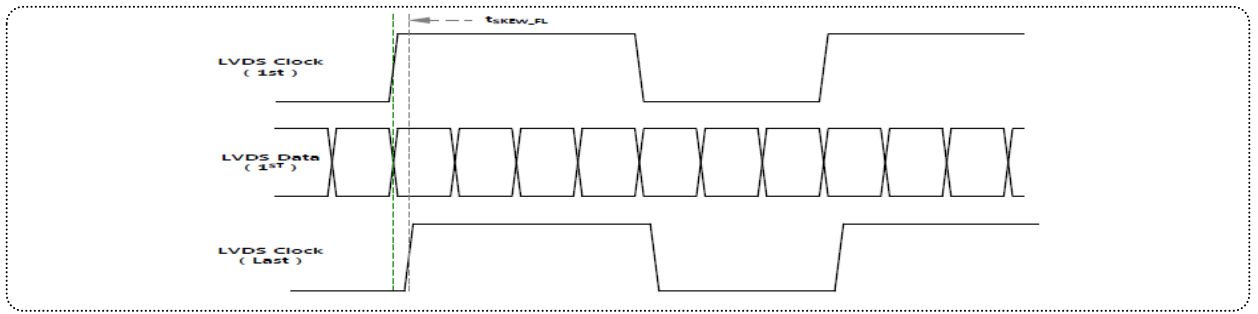 tSKEW_FL
LVDS Clock
( 1st )
LVDS Data
( 1ST )
LVDS Clock
( Last )